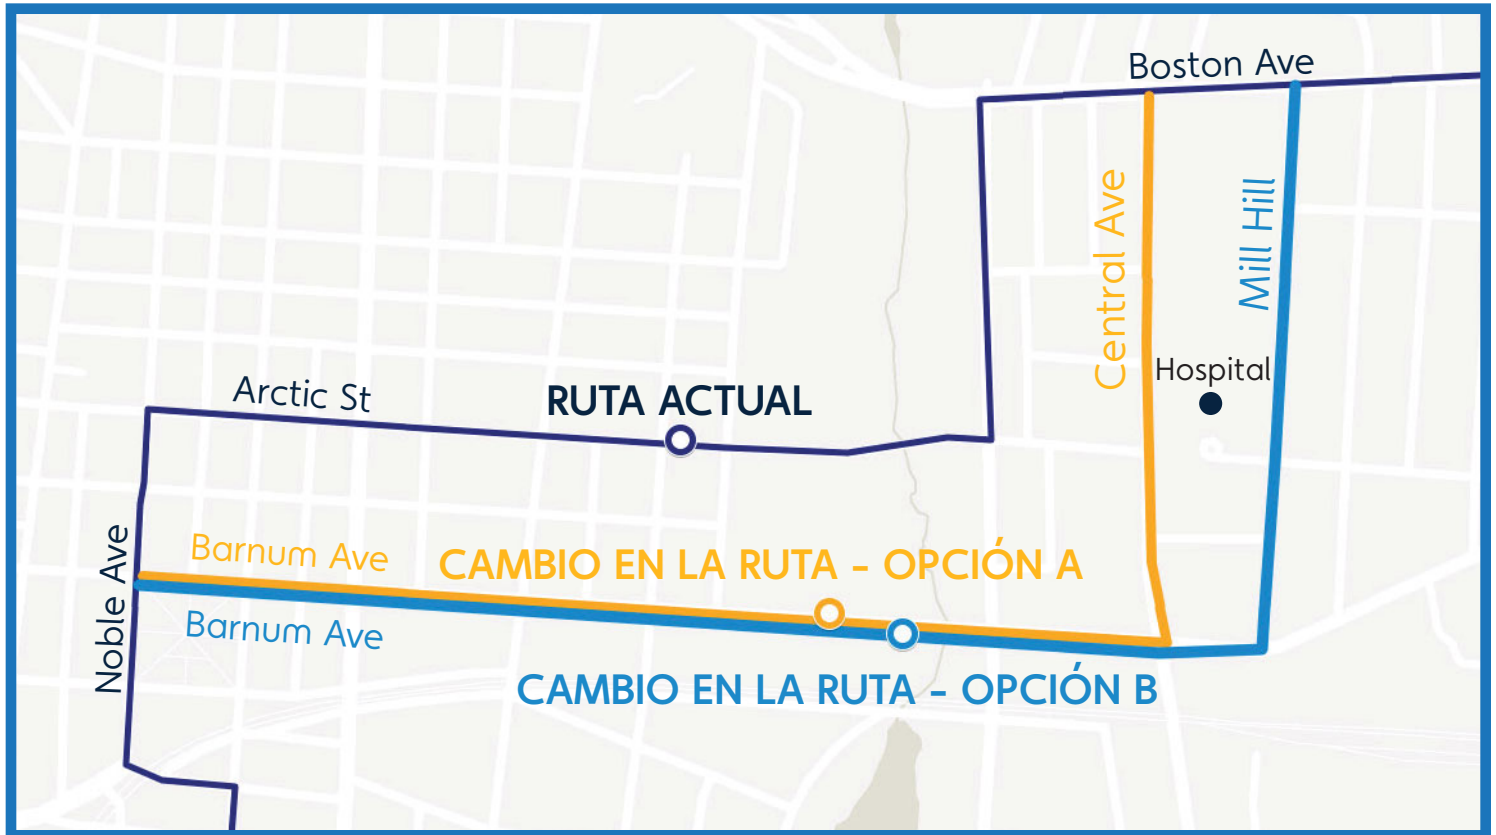 Boston Ave
Central Ave
Mill Hill
Hospital
Arctic St
RUTA ACTUAL
Noble Ave
Barnum Ave
CAMBIO EN LA RUTA - OPCIÓN A
Barnum Ave
CAMBIO EN LA RUTA - OPCIÓN B